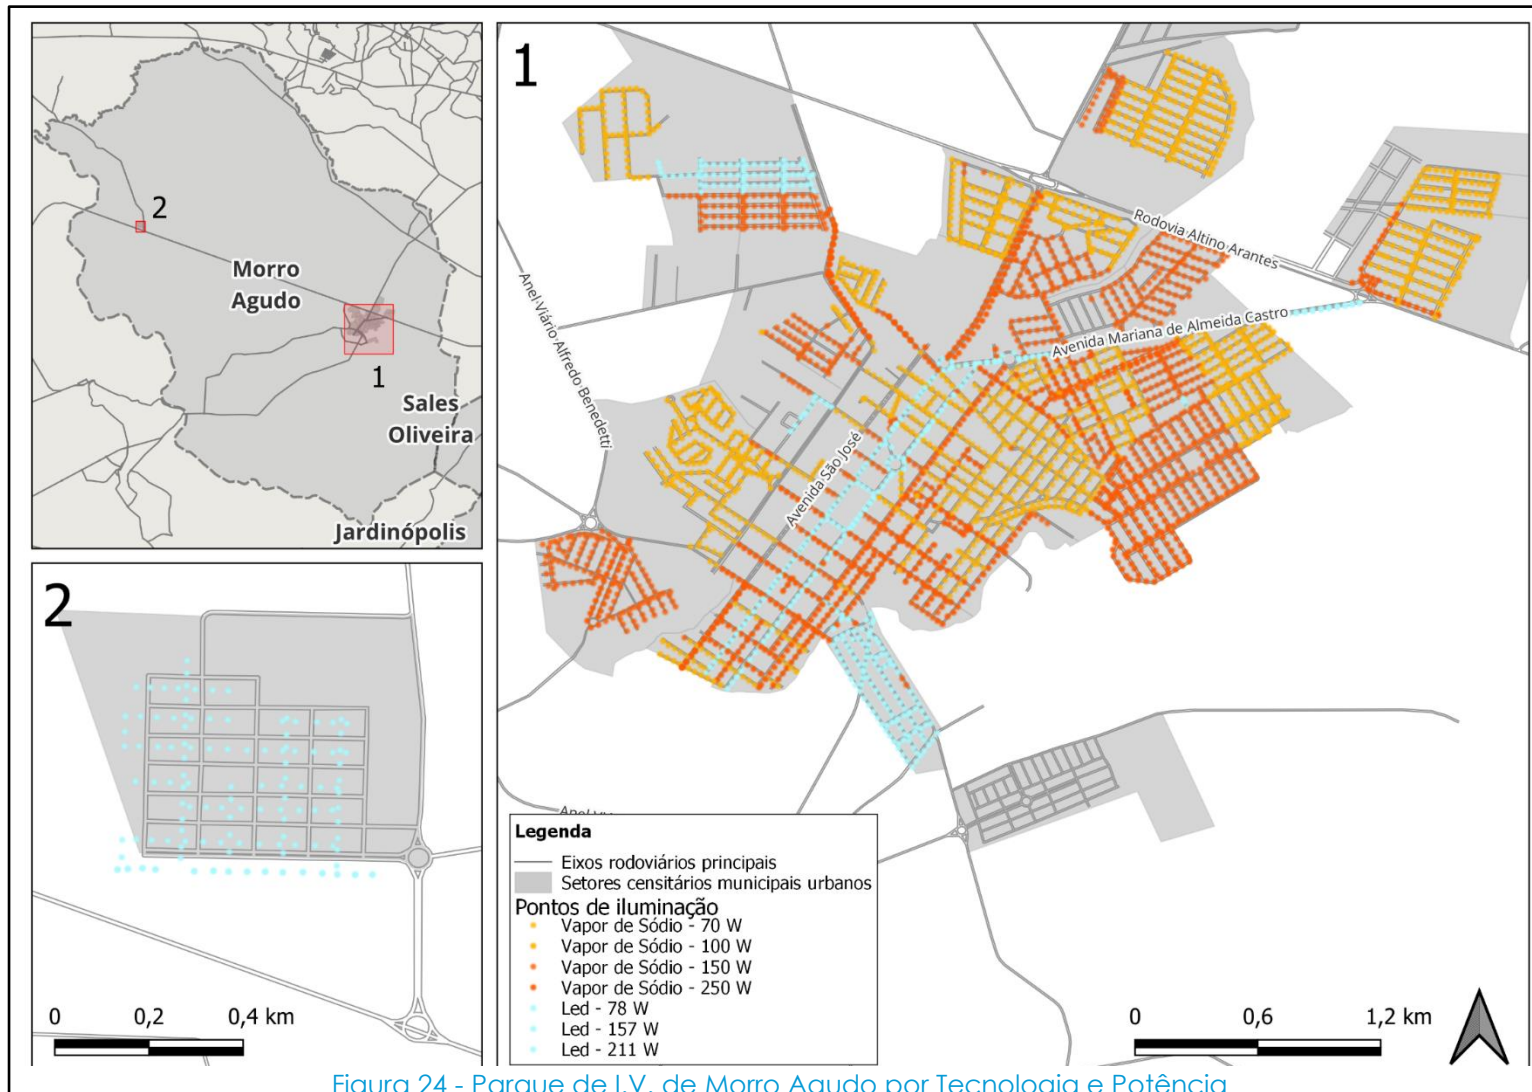 2
Morro
Agudo
1
Sales
Oliveira
Jardinópolis
2
0
0,2
0,4 km
1
Rodovia Altino Arantes
Anel Viário Alfredo Benedetti
Avenida Mariana de Almeida Castro
Avenida São José
Legenda
Eixos rodoviários principais
Setores censitários municipais urbanos
Pontos de iluminação
Vapor de Sódio - 70 W
Vapor de Sódio - 100 W
Vapor de Sódio - 150 W
Vapor de Sódio - 250 W
Led - 78 W
Led - 157 W
Led - 211 W
0
0,6
1,2 km
Figura 24 - Parque de I.V. de Morro Agudo por Tecnologia e Potência